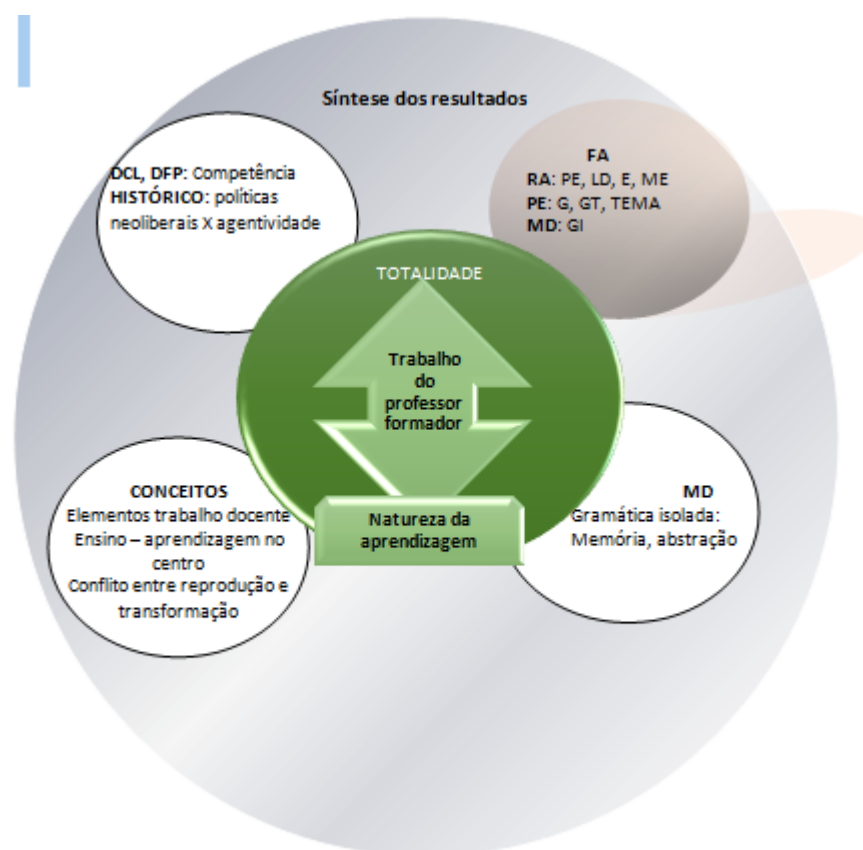 Síntese dos resultados
DCL, DFP: Competência
HISTÓRICO: políticas
neoliberais X agentividade
FA
RA: PE, LD, E, ME
PE: G, GT, TEMA
MD: GI
TOTALIDADE
Trabalho
do
professor
formador
Natureza da
aprendizagem
CONCEITOS
Elementos trabalho docente
Ensino – aprendizagem no
centro
Conflito entre reprodução e
transformação
MD
Gramática isolada:
Memória, abstração